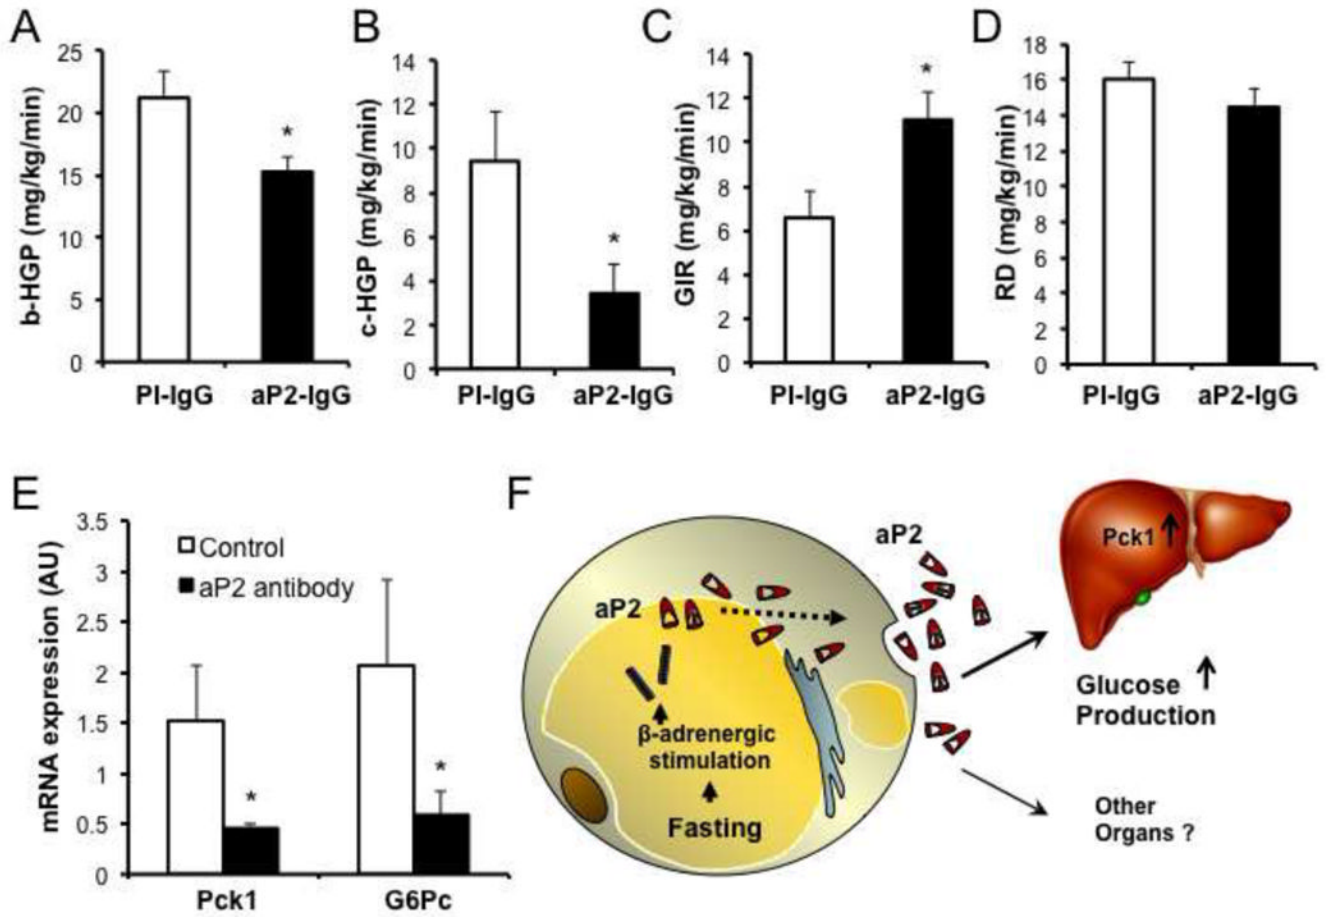 A
b-HGP (mg/kg/min)
25
20
15
10
5
0
*
PI-IgG aP2-IgG
B
c-HGP (mg/kg/min)
14
12
10
8
6
4
2
0
*
PI-IgG aP2-IgG
C
GIR (mg/kg/min)
14
12
10
8
6
4
2
0
*
PI-IgG aP2-IgG
D
RD (mg/kg/min)
18
16
14
12
10
8
6
4
2
0
PI-IgG aP2-IgG
E
mRNA expression (AU)
3.5
3
2.5
2
1.5
1
0.5
0
Control
aP2 antibody
*
*
Pck1 G6Pc
F
aP2
aP2
β-adrenergic
stimulation
Fasting
Pck1
Glucose
Production
Other
Organs ?